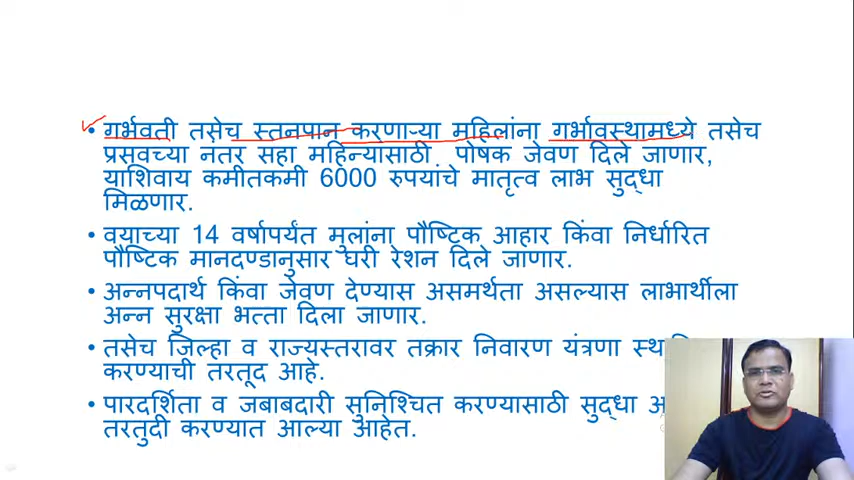 • गर्भवती तसेच स्तनपान करणाऱ्या महिलांना गर्भावस्थामध्ये तसेच
प्रसवच्या नंतर सहा महिन्यासाठी. पोषक जेवण दिले जाणार,
याशिवाय कमीतकमी 6000 रुपयांचे मातृत्व लाभ सुद्धा
मिळणार.
• वयाच्या 14 वर्षापर्यंत मुलांना पौष्टिक आहार किंवा निर्धारित
पौष्टिक मानदण्डानुसार घरी रेशन दिले जाणार.
• अन्नपदार्थ किंवा जेवण देण्यास असमर्थता असल्यास लाभार्थीला
अन्न सुरक्षा भत्ता दिला जाणार.
• तसेच जिल्हा व राज्यस्तरावर तक्रार निवारण यंत्रणा
करण्याची तरतूद आहे.
• पारदर्शिता व जबाबदारी सुनिश्चित करण्यासाठी सुद्धा
तरतुदी करण्यात आल्या आहेत.